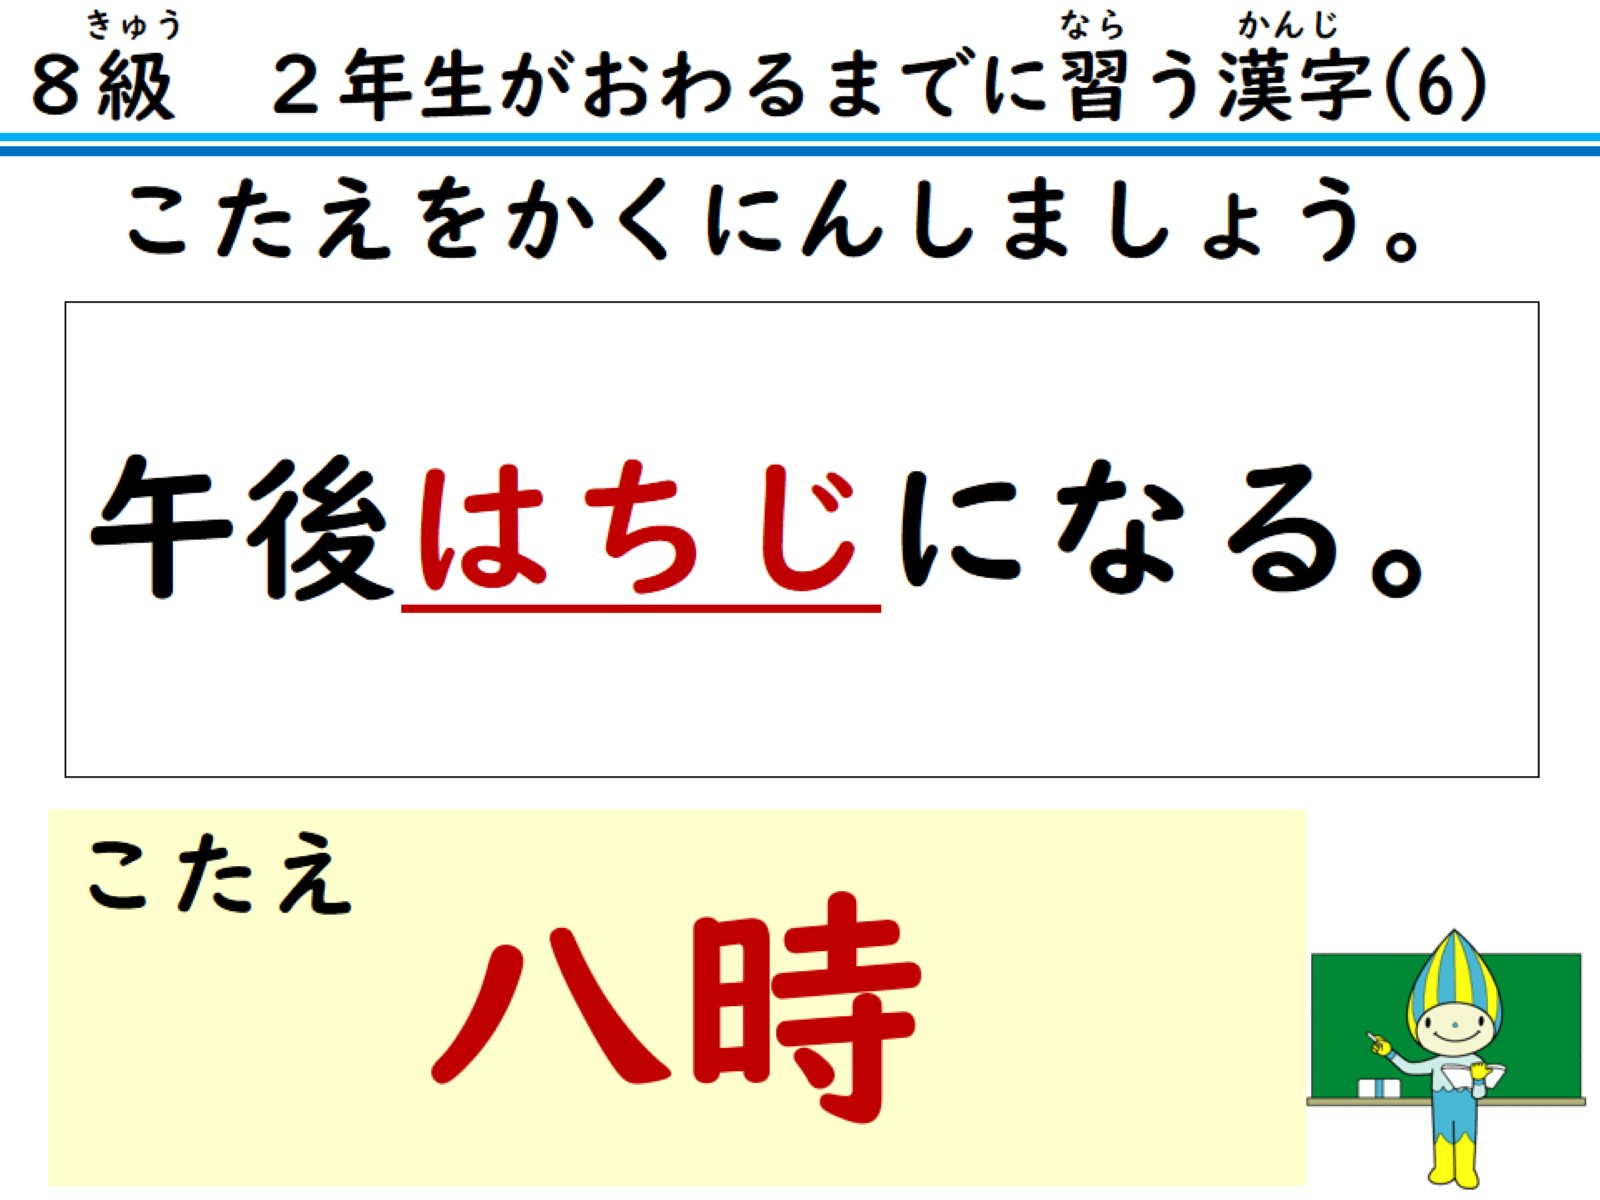 きゅう なら かんじ
８級　２年生がおわるまでに習う漢字(6)
こたえをかくにんしましょう。
午後はちじになる。
こたえ
八時